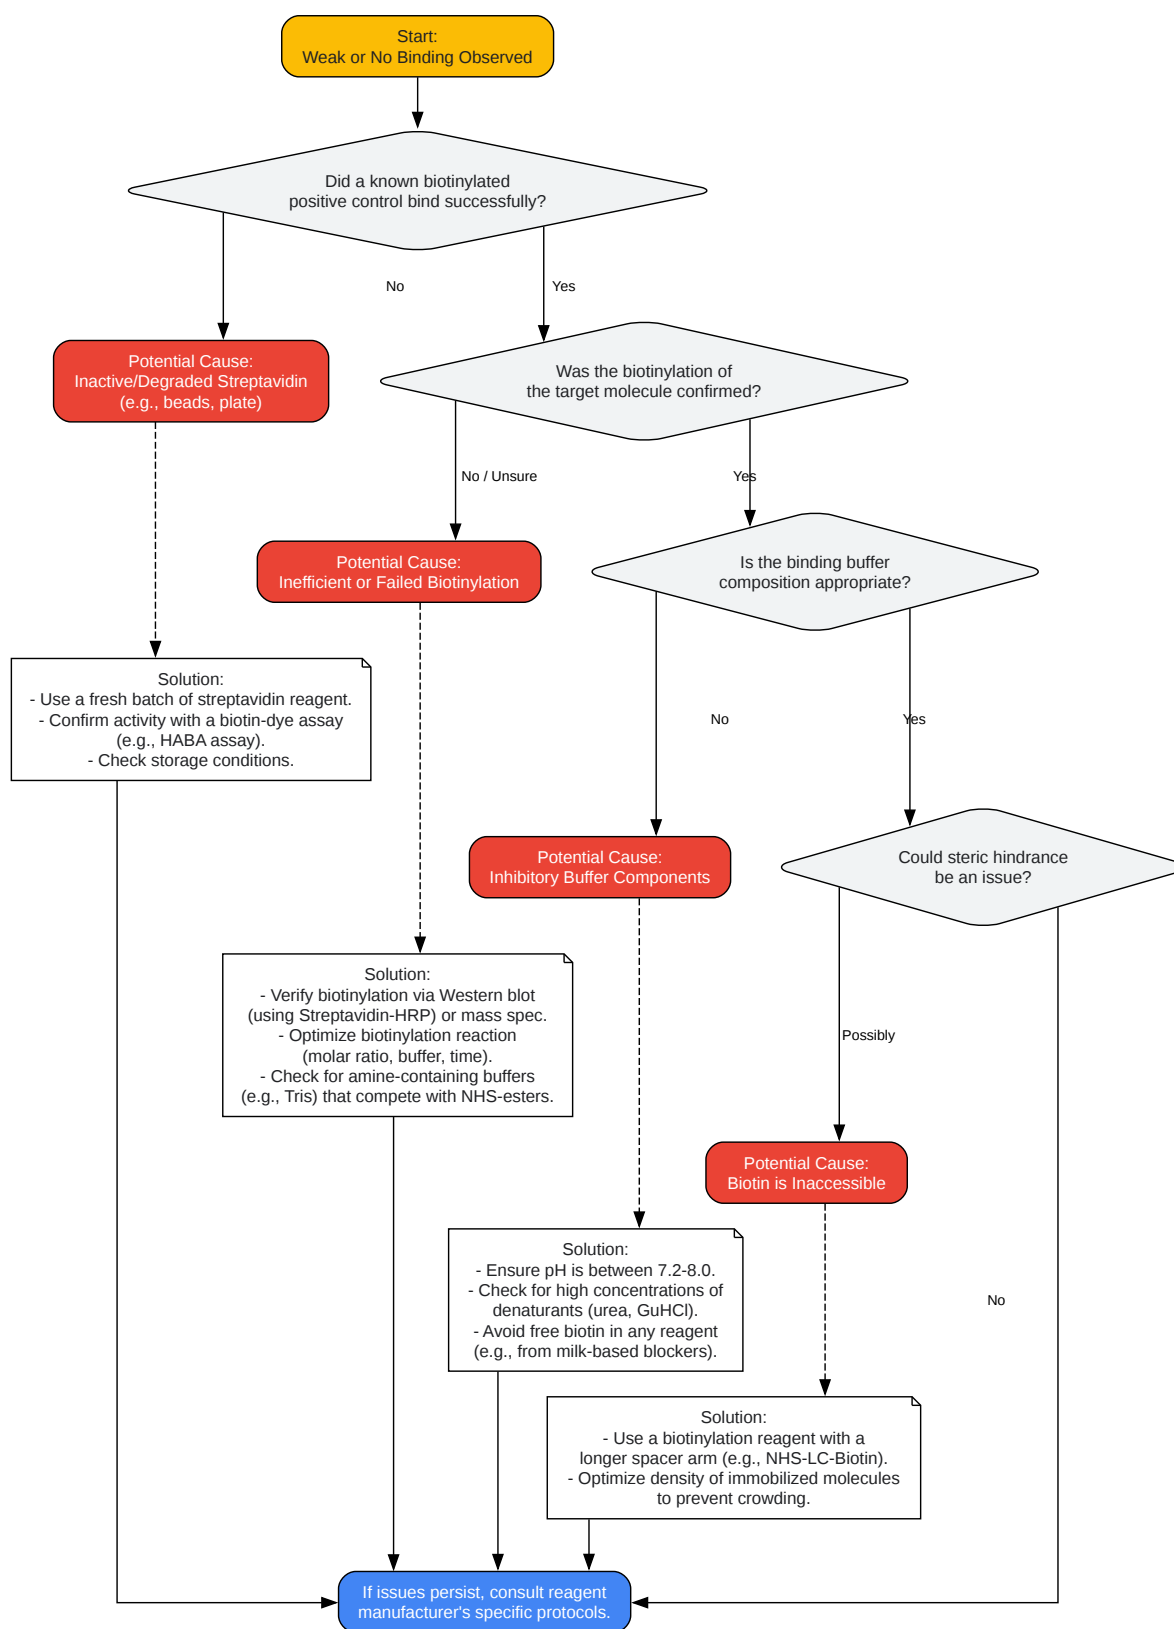 Start:
Weak or No Binding Observed
Did a known biotinylated
positive control bind successfully?
No
Yes
Potential Cause:
Inactive/Degraded Streptavidin
(e.g., beads, plate)
Was the biotinylation of
the target molecule confirmed?
No / Unsure
Yes
Potential Cause:
Inefficient or Failed Biotinylation
Is the binding buffer
composition appropriate?
Solution:
- Use a fresh batch of streptavidin reagent.
- Confirm activity with a biotin-dye assay
(e.g., HABA assay).
- Check storage conditions.
No
Yes
Potential Cause:
Inhibitory Buffer Components
Could steric hindrance
be an issue?
Solution:
- Verify biotinylation via Western blot
(using Streptavidin-HRP) or mass spec.
- Optimize biotinylation reaction
(molar ratio, buffer, time).
- Check for amine-containing buffers
(e.g., Tris) that compete with NHS-esters.
Possibly
Potential Cause:
Biotin is Inaccessible
Solution:
- Ensure pH is between 7.2-8.0.
- Check for high concentrations of
denaturants (urea, GuHCl).
- Avoid free biotin in any reagent
(e.g., from milk-based blockers).
No
Solution:
- Use a biotinylation reagent with a
longer spacer arm (e.g., NHS-LC-Biotin).
- Optimize density of immobilized molecules
to prevent crowding.
If issues persist, consult reagent
manufacturer's specific protocols.